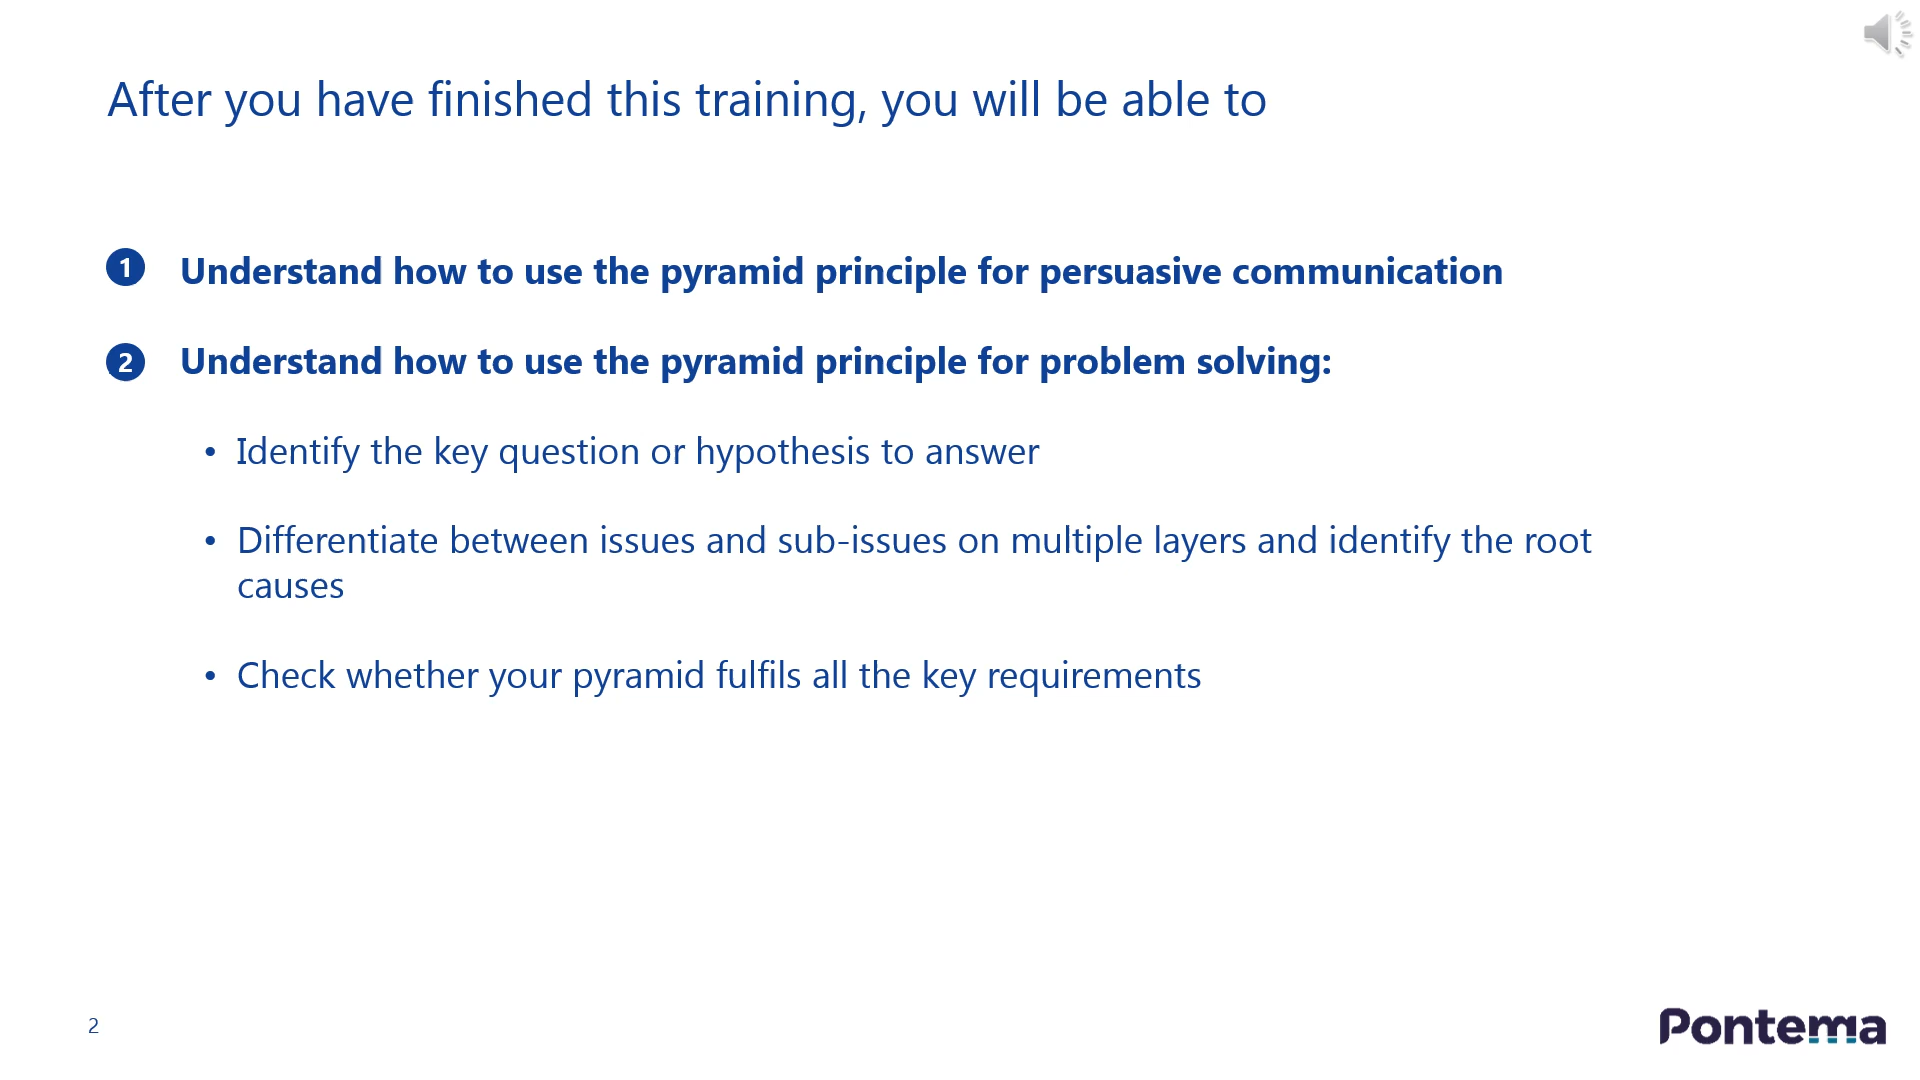 After you have finished this training, you will be able to
1 Understand how to use the pyramid principle for persuasive communication
2 Understand how to use the pyramid principle for problem solving:
• Identify the key question or hypothesis to answer
• Differentiate between issues and sub-issues on multiple layers and identify the root
causes
• Check whether your pyramid fulfils all the key requirements
2
Pontema